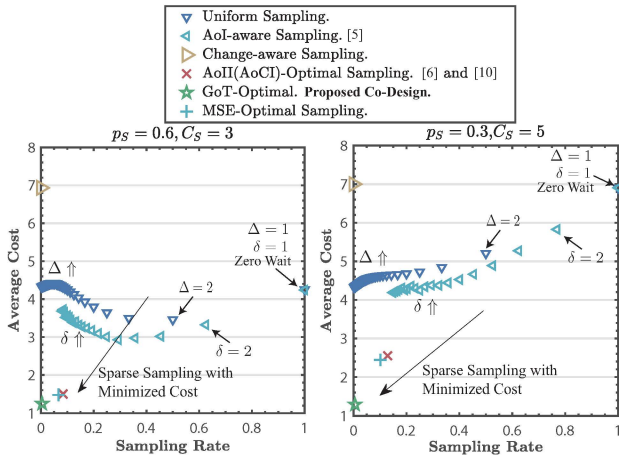 Uniform Sampling.
AoI-aware Sampling. [5]
Change-aware Sampling.
AoII(AoCI)-Optimal Sampling. [6] and [10]
GoT-Optimal. Proposed Co-Design.
MSE-Optimal Sampling.
p_S = 0.6, C_S = 3
8
7
6
5
4
3
2
1
Average Cost
Δ = 1
δ = 1
Zero Wait
Δ ⇑
Δ = 2
δ ⇑
δ = 2
Sparse Sampling with
Minimized Cost
0 0.2 0.4 0.6 0.8 1
Sampling Rate
p_S = 0.3, C_S = 5
8
7
6
5
4
3
2
1
Average Cost
Δ = 1
δ = 1
Zero Wait
Δ = 2
Δ ⇑
δ = 2
δ ⇑
Sparse Sampling with
Minimized Cost
0 0.2 0.4 0.6 0.8 1
Sampling Rate